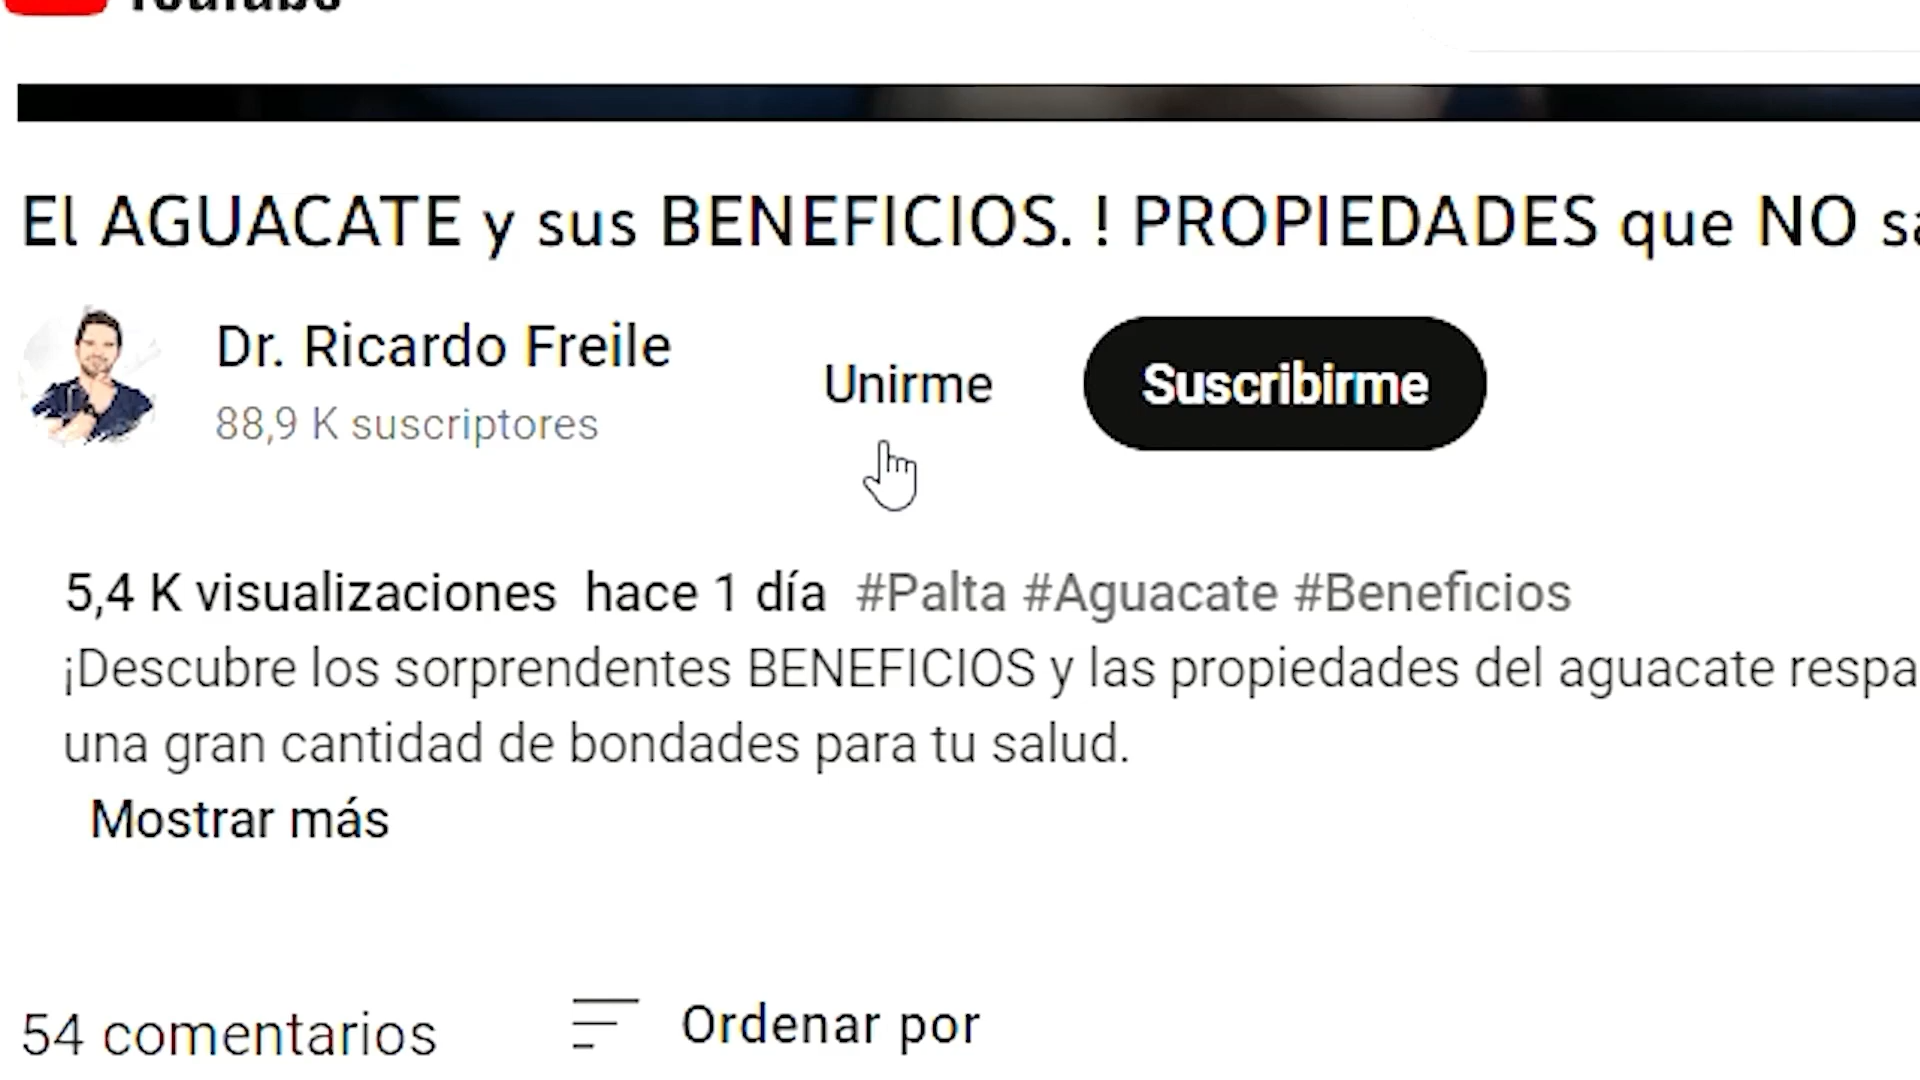 YouTube
El AGUACATE y sus BENEFICIOS. ! PROPIEDADES que NO
Dr. Ricardo Freile
88,9 K suscriptores
Unirme
Suscribirme
5,4 K visualizaciones hace 1 día #Palta #Aguacate #Beneficios
¡Descubre los sorprendentes BENEFICIOS y las propiedades del aguacate
una gran cantidad de bondades para tu salud.
Mostrar más
54 comentarios
Ordenar por